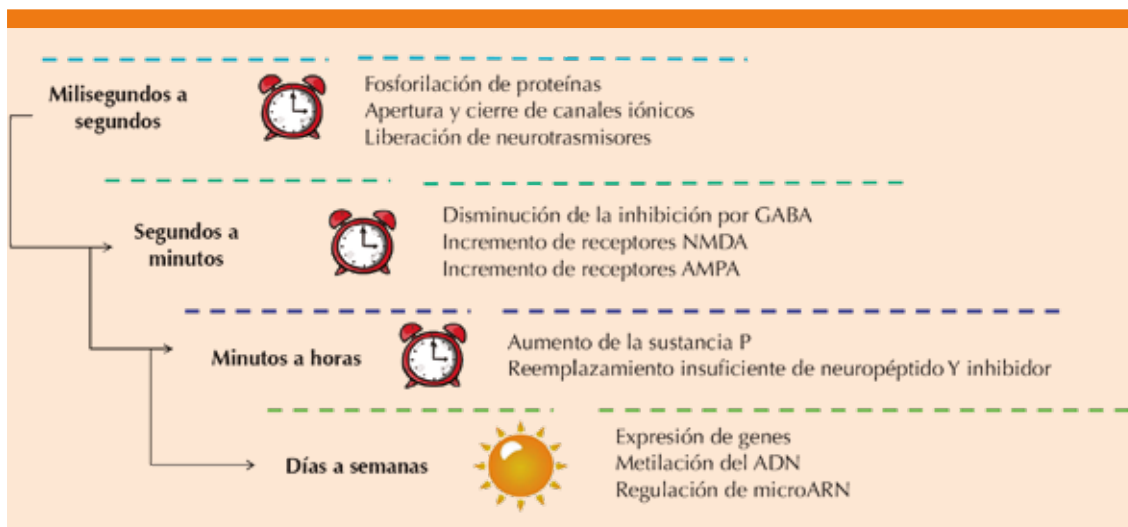 Milisegundos a
segundos
Fosforilación de proteínas
Apertura y cierre de canales iónicos
Liberación de neurotrasmisores
Segundos a
minutos
Disminución de la inhibición por GABA
Incremento de receptores NMDA
Incremento de receptores AMPA
Minutos a horas
Aumento de la sustancia P
Reemplazamiento insuficiente de neuropéptido Y inhibidor
Días a semanas
Expresión de genes
Metilación del ADN
Regulación de microARN